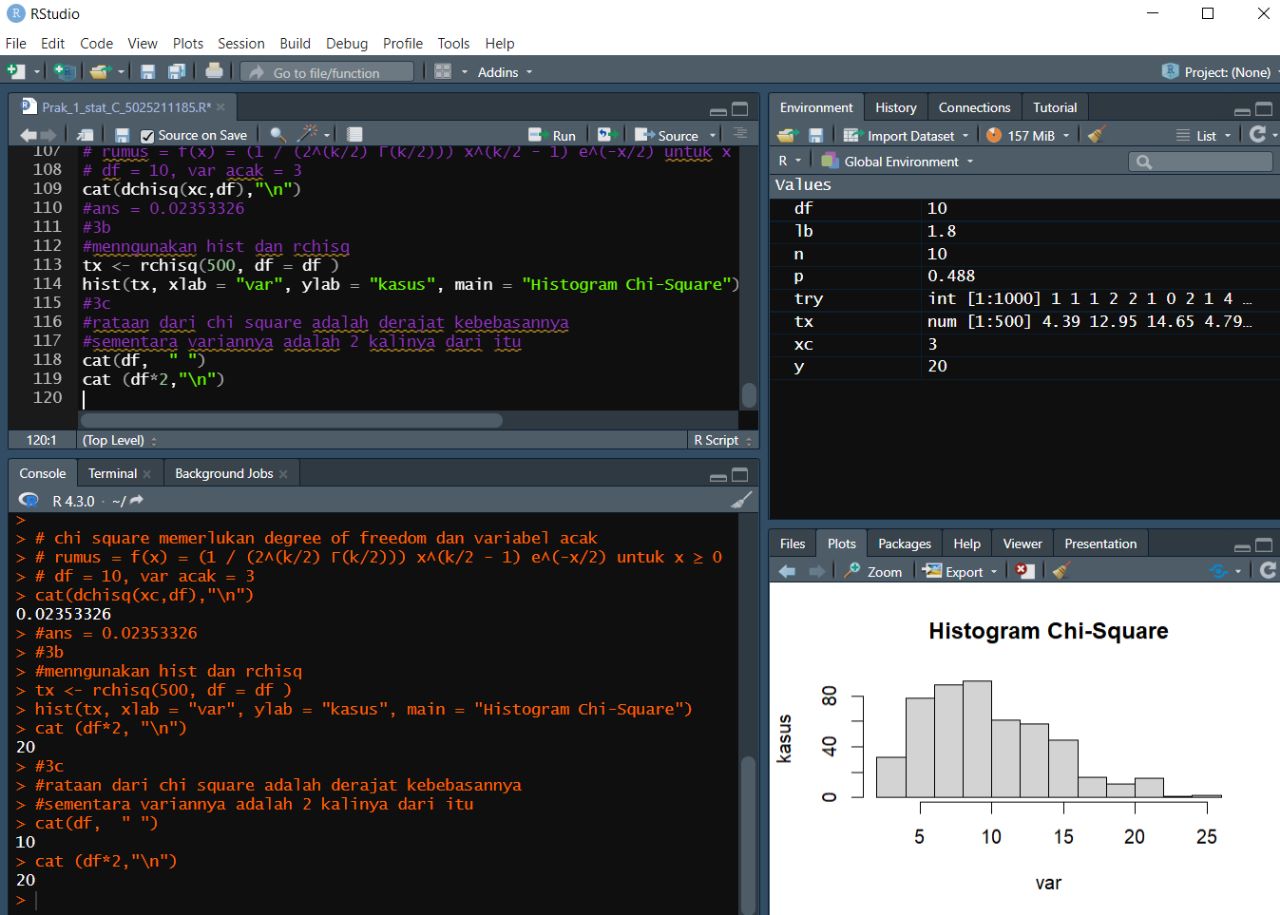 RStudio
File Edit Code View Plots Session Build Debug Profile Tools Help
Go to file/function Addins Project: (None)
Prak_1_stat_C_5025211185.R*
Source on Save Run Source
107 # rumus = f(x) = (1 / (2^(k/2) Γ(k/2))) x^(k/2 - 1) e^(-x/2) untuk x
108 # df = 10, var acak = 3
109 cat(dchisq(xc,df),"\n")
110 #ans = 0.02353326
111 #3b
112 #menngunakan hist dan rchisq
113 tx <- rchisq(500, df = df )
114 hist(tx, xlab = "var", ylab = "kasus", main = "Histogram Chi-Square")
115 #3c
116 #rataan dari chi square adalah derajat kebebasannya
117 #sementara variannya adalah 2 kalinya dari itu
118 cat(df,  " ")
119 cat (df*2,"\n")
120
120:1 (Top Level) R Script
Console Terminal Background Jobs
R 4.3.0 · ~/
>
> # chi square memerlukan degree of freedom dan variabel acak
> # rumus = f(x) = (1 / (2^(k/2) Γ(k/2))) x^(k/2 - 1) e^(-x/2) untuk x ≥ 0
> # df = 10, var acak = 3
> cat(dchisq(xc,df),"\n")
0.02353326
> #ans = 0.02353326
> #3b
> #menngunakan hist dan rchisq
> tx <- rchisq(500, df = df )
> hist(tx, xlab = "var", ylab = "kasus", main = "Histogram Chi-Square")
> cat (df*2, "\n")
20
> #3c
> #rataan dari chi square adalah derajat kebebasannya
> #sementara variannya adalah 2 kalinya dari itu
> cat(df,  " ")
10
> cat (df*2,"\n")
20
>
Environment History Connections Tutorial
Import Dataset 157 MiB List
R Global Environment
Values
df 10
lb 1.8
n 10
p 0.488
try int [1:1000] 1 1 1 2 2 1 0 2 1 4 …
tx num [1:500] 4.39 12.95 14.65 4.79…
xc 3
y 20
Files Plots Packages Help Viewer Presentation
Zoom Export
Histogram Chi-Square
kasus
80
40
0
5 10 15 20 25
var